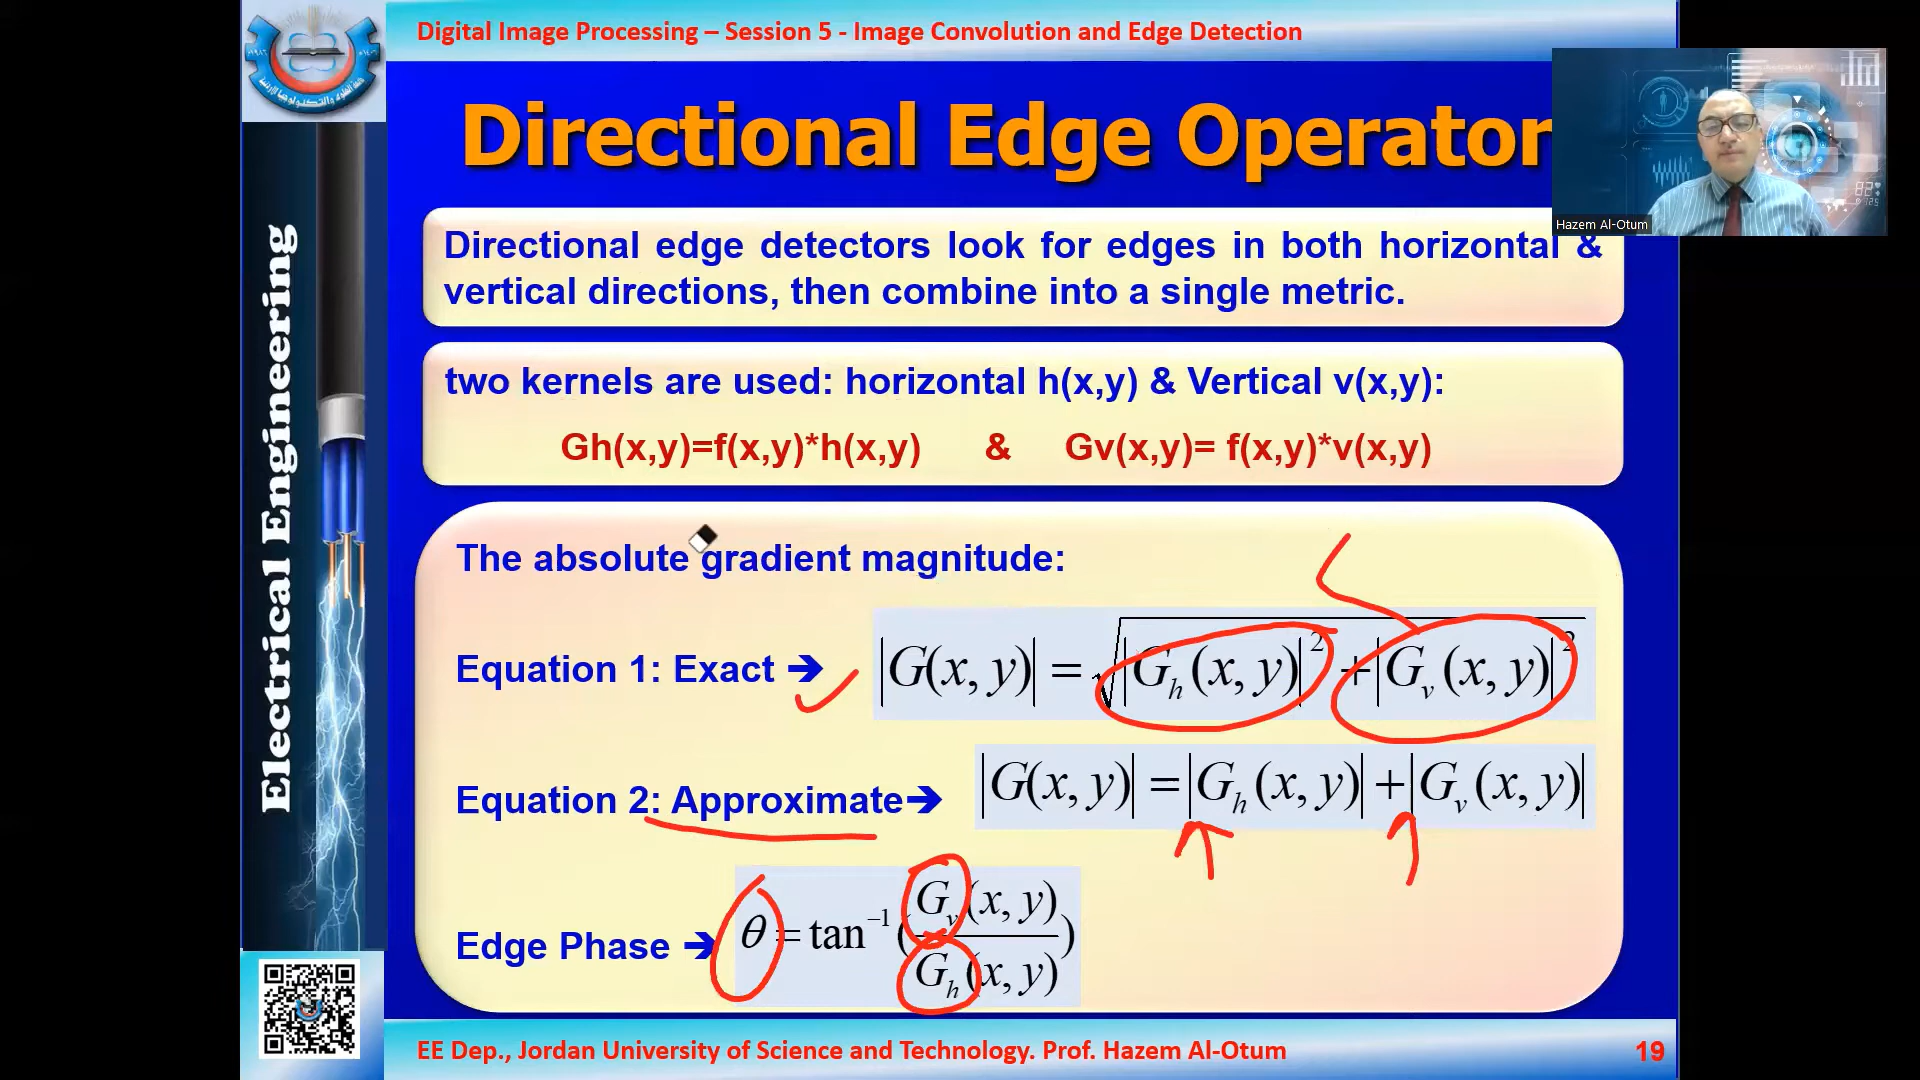 Digital Image Processing – Session 5 - Image Convolution and Edge Detection
Directional Edge Operator
Hazem Al-Otum
Electrical Engineering
Directional edge detectors look for edges in both horizontal &
vertical directions, then combine into a single metric.
two kernels are used: horizontal h(x,y) & Vertical v(x,y):
Gh(x,y)=f(x,y)*h(x,y) & Gv(x,y)= f(x,y)*v(x,y)
The absolute gradient magnitude:
Equation 1: Exact ➔ |G(x, y)| = √(|G_h(x, y)|² + |G_v(x, y)|²)
Equation 2: Approximate➔ |G(x, y)| = |G_h(x, y)| + |G_v(x, y)|
Edge Phase ➔ θ = tan⁻¹(G_v(x, y) / G_h(x, y))
EE Dep., Jordan University of Science and Technology. Prof. Hazem Al-Otum
19